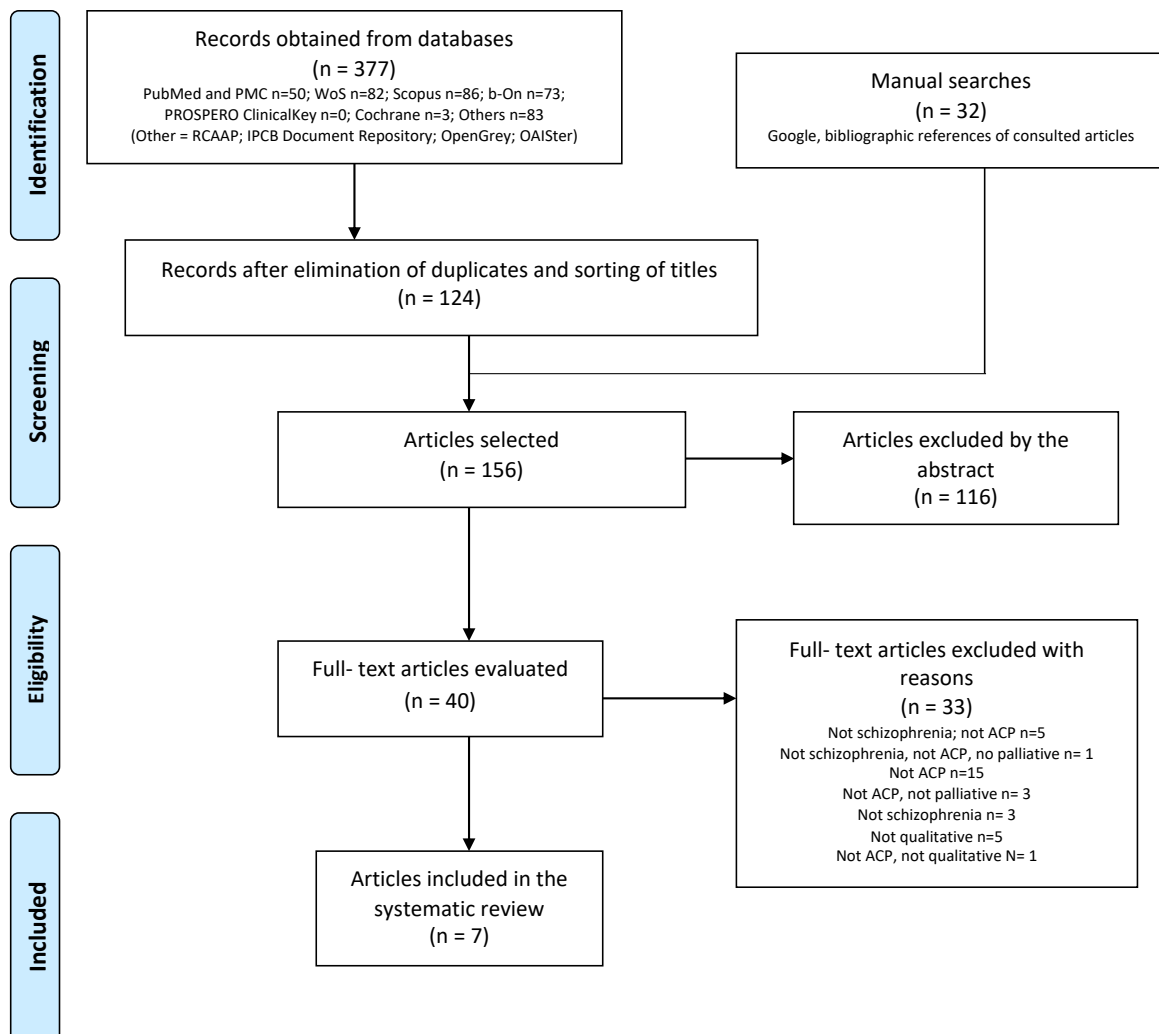 Identification
Records obtained from databases
(n = 377)
PubMed and PMC n=50; WoS n=82; Scopus n=86; b-On n=73;
PROSPERO ClinicalKey n=0; Cochrane n=3; Others n=83
(Other = RCAAP; IPCB Document Repository; OpenGrey; OAISter)
Manual searches
(n = 32)
Google, bibliographic references of consulted articles
Records after elimination of duplicates and sorting of titles
(n = 124)
Screening
Articles selected
(n = 156)
Articles excluded by the
abstract
(n = 116)
Eligibility
Full- text articles evaluated
(n = 40)
Full- text articles excluded with
reasons
(n = 33)
Not schizophrenia; not ACP n=5
Not schizophrenia, not ACP, no palliative n= 1
Not ACP n=15
Not ACP, not palliative n= 3
Not schizophrenia n= 3
Not qualitative n=5
Not ACP, not qualitative N= 1
Included
Articles included in the
systematic review
(n = 7)